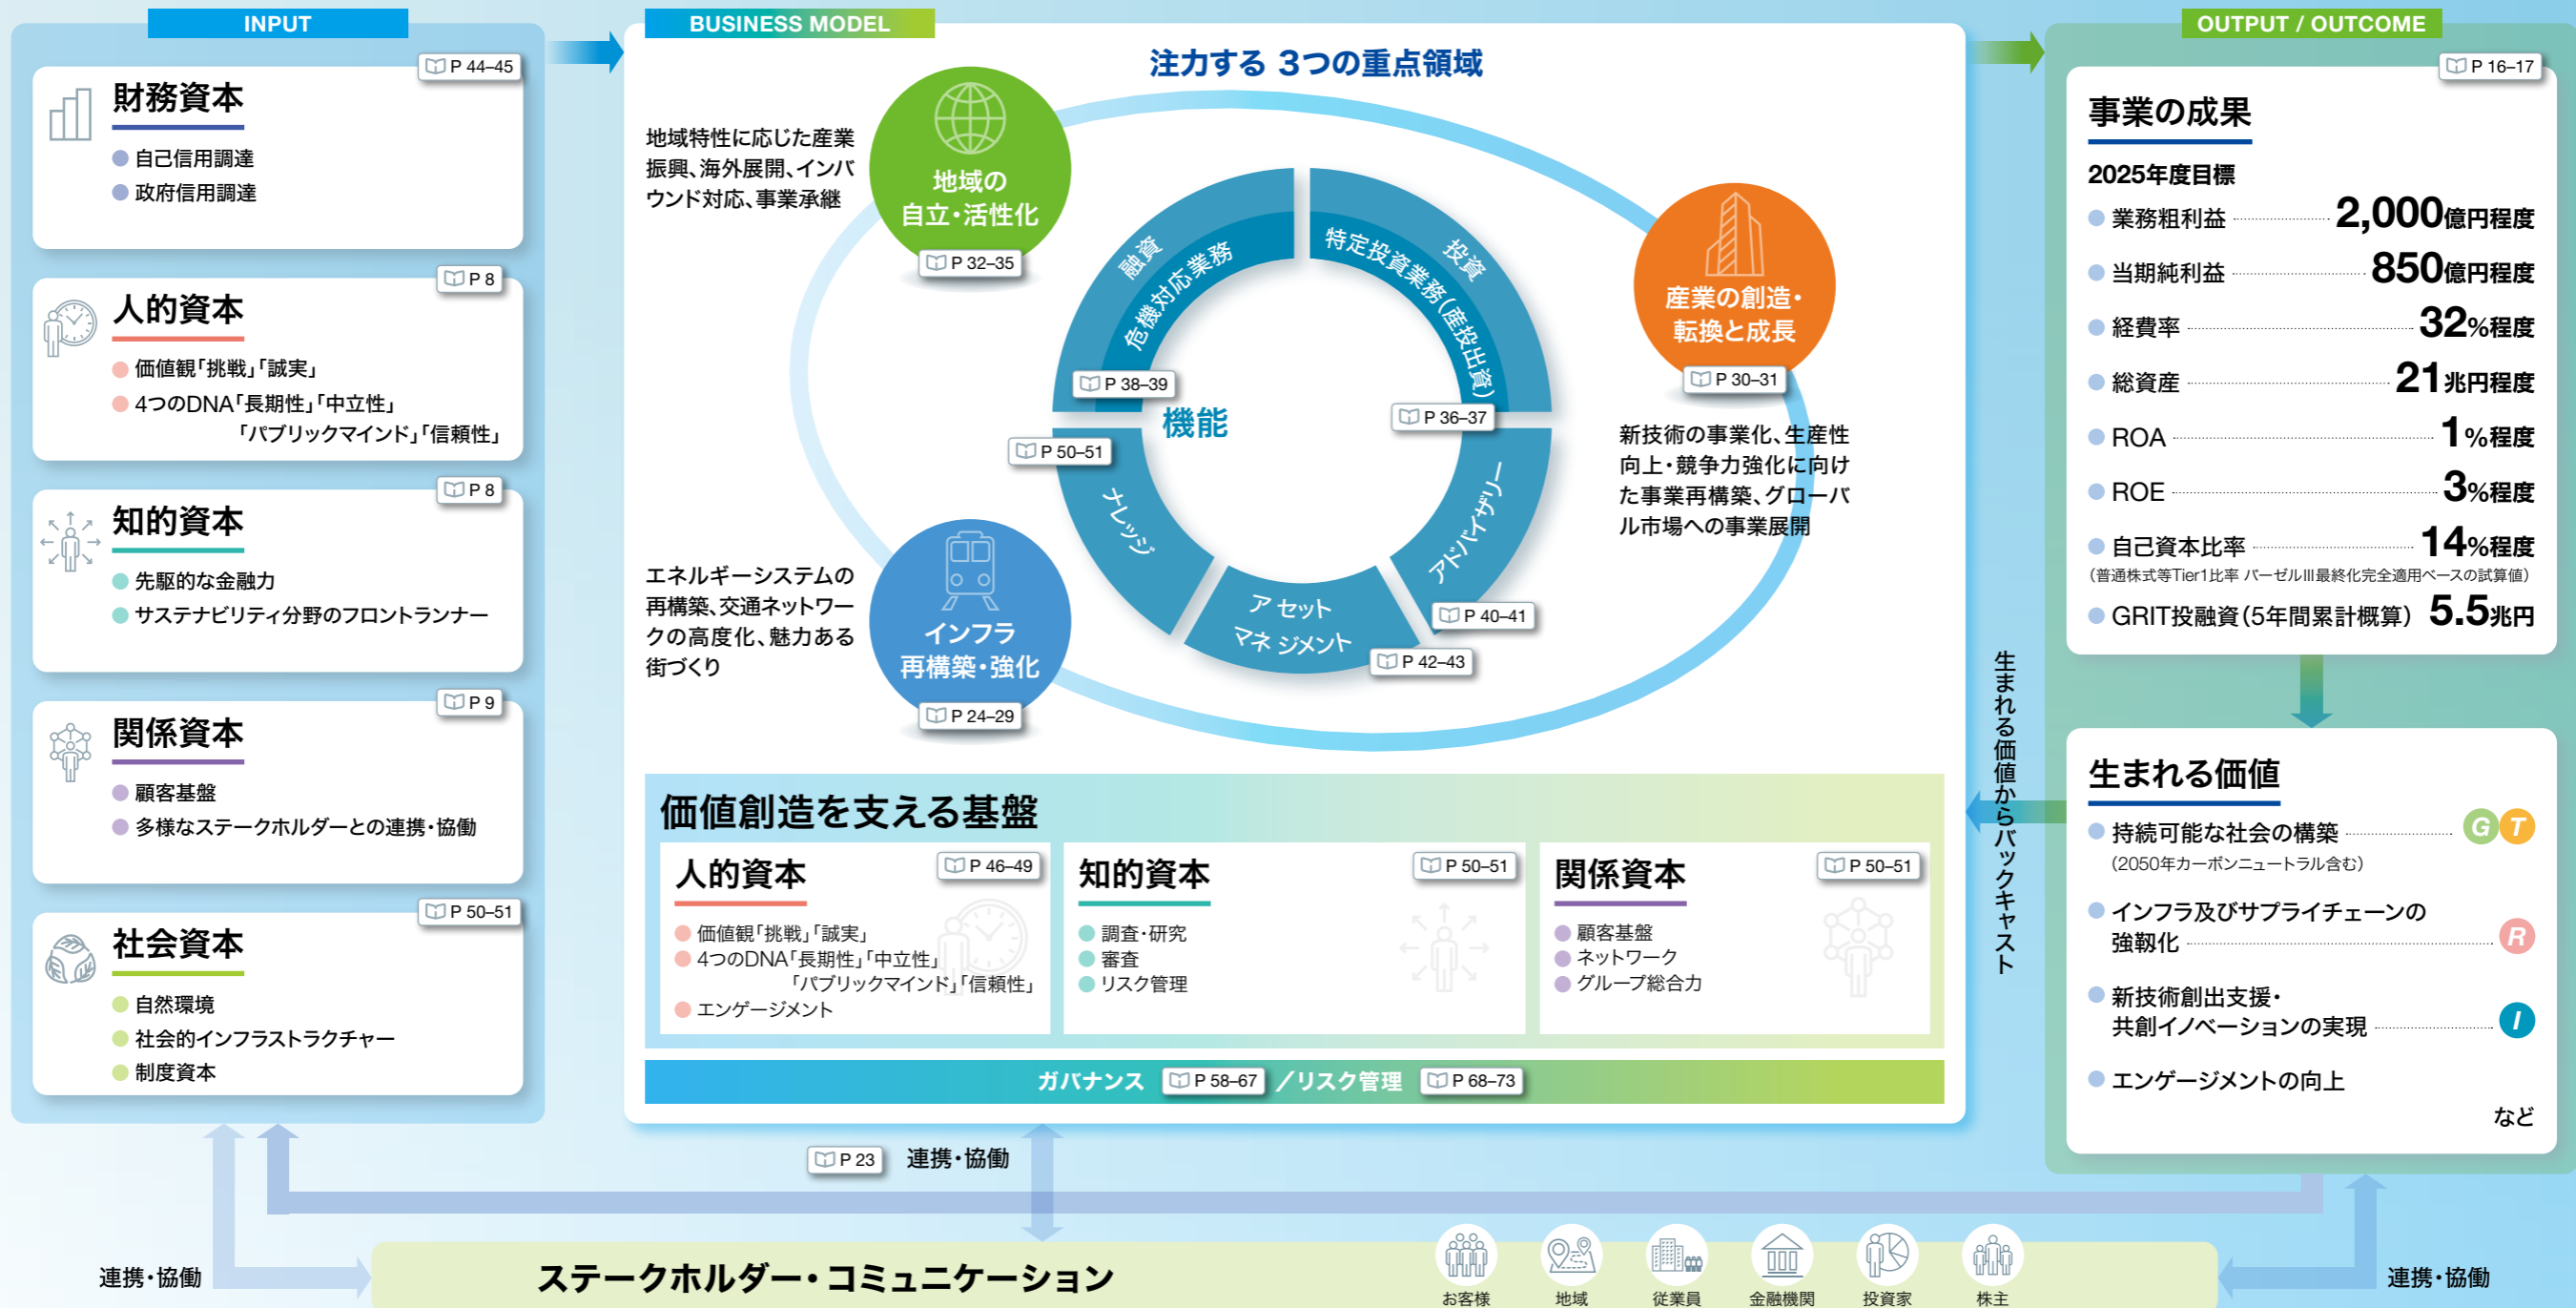 INPUT
P 44–45
財務資本
自己信用調達
政府信用調達
P 8
人的資本
価値観「挑戦」「誠実」
4つのDNA「長期性」「中立性」
「パブリックマインド」「信頼性」
P 8
知的資本
先駆的な金融力
サステナビリティ分野のフロントランナー
P 9
関係資本
顧客基盤
多様なステークホルダーとの連携・協働
P 50–51
社会資本
自然環境
社会的インフラストラクチャー
制度資本
BUSINESS MODEL
注力する 3つの重点領域
地域特性に応じた産業
振興、海外展開、インバ
ウンド対応、事業承継
地域の
自立・活性化
P 32–35
産業の創造・
転換と成長
P 30–31
新技術の事業化、生産性
向上・競争力強化に向け
た事業再構築、グローバ
ル市場への事業展開
エネルギーシステムの
再構築、交通ネットワー
クの高度化、魅力ある
街づくり
インフラ
再構築・強化
P 24–29
機能
融資
危機対応業務
P 38–39
投資
特定投資業務(産投出資)
P 36–37
アドバイザリー
P 40–41
アセット
マネジメント
P 42–43
ナレッジ
P 50–51
価値創造を支える基盤
人的資本
P 46–49
価値観「挑戦」「誠実」
4つのDNA「長期性」「中立性」
「パブリックマインド」「信頼性」
エンゲージメント
知的資本
P 50–51
調査・研究
審査
リスク管理
関係資本
P 50–51
顧客基盤
ネットワーク
グループ総合力
ガバナンス P 58–67 /リスク管理 P 68–73
生まれる価値からバックキャスト
OUTPUT / OUTCOME
P 16–17
事業の成果
2025年度目標
業務粗利益 2,000億円程度
当期純利益 850億円程度
経費率 32%程度
総資産 21兆円程度
ROA 1%程度
ROE 3%程度
自己資本比率 14%程度
(普通株式等Tier1比率 バーゼルIII最終化完全適用ベースの試算値)
GRIT投融資(5年間累計概算) 5.5兆円
生まれる価値
持続可能な社会の構築 G T
(2050年カーボンニュートラル含む)
インフラ及びサプライチェーンの
強靱化 R
新技術創出支援・
共創イノベーションの実現 I
エンゲージメントの向上
など
P 23 連携・協働
連携・協働
ステークホルダー・コミュニケーション
お客様
地域
従業員
金融機関
投資家
株主
連携・協働